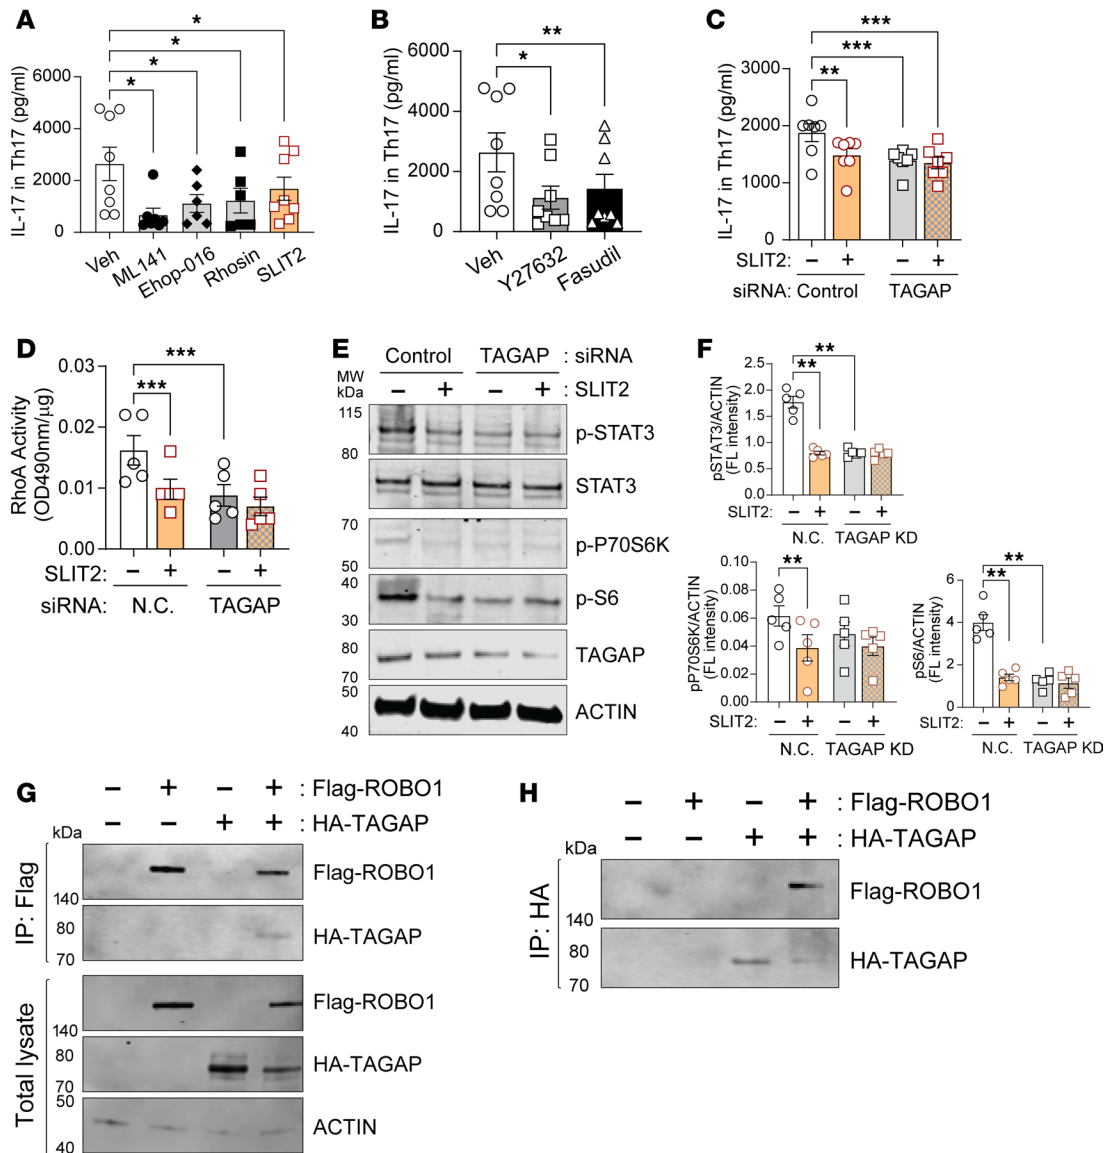 A
* 
*
*
*
IL-17 in Th17 (pg/ml)
6000
4000
2000
0
Veh
ML141
Ehop-016
Rhosin
SLIT2
B
**
*
IL-17 in Th17 (pg/ml)
6000
4000
2000
0
Veh
Y27632
Fasudil
C
***
***
**
IL-17 in Th17 (pg/ml)
3000
2000
1000
0
SLIT2: − + − +
siRNA: Control TAGAP
D
***
***
RhoA Activity
(OD490nm/μg)
0.03
0.02
0.01
0.00
SLIT2: − + − +
siRNA: N.C. TAGAP
E
Control TAGAP : siRNA
MW
kDa
− + − + : SLIT2
115
p-STAT3
80
STAT3
70
p-P70S6K
50
40
p-S6
30
80
TAGAP
70
50
ACTIN
40
F
**
**
pSTAT3/ACTIN
(FL intensity)
2.5
2.0
1.5
1.0
0.5
0.0
SLIT2: − + − +
N.C. TAGAP KD
**
pP70S6K/ACTIN
(FL intensity)
0.10
0.08
0.06
0.04
0.02
0.00
SLIT2: − + − +
N.C. TAGAP KD
**
**
pS6/ACTIN
(FL intensity)
6
4
2
0
SLIT2: − + − +
N.C. TAGAP KD
G
− + − + : Flag-ROBO1
− − + + : HA-TAGAP
kDa
IP: Flag
Flag-ROBO1
140
80
HA-TAGAP
70
Total lysate
Flag-ROBO1
140
80
HA-TAGAP
70
50
ACTIN
40
H
− + − + : Flag-ROBO1
− − + + : HA-TAGAP
kDa
IP: HA
Flag-ROBO1
140
80
HA-TAGAP
70